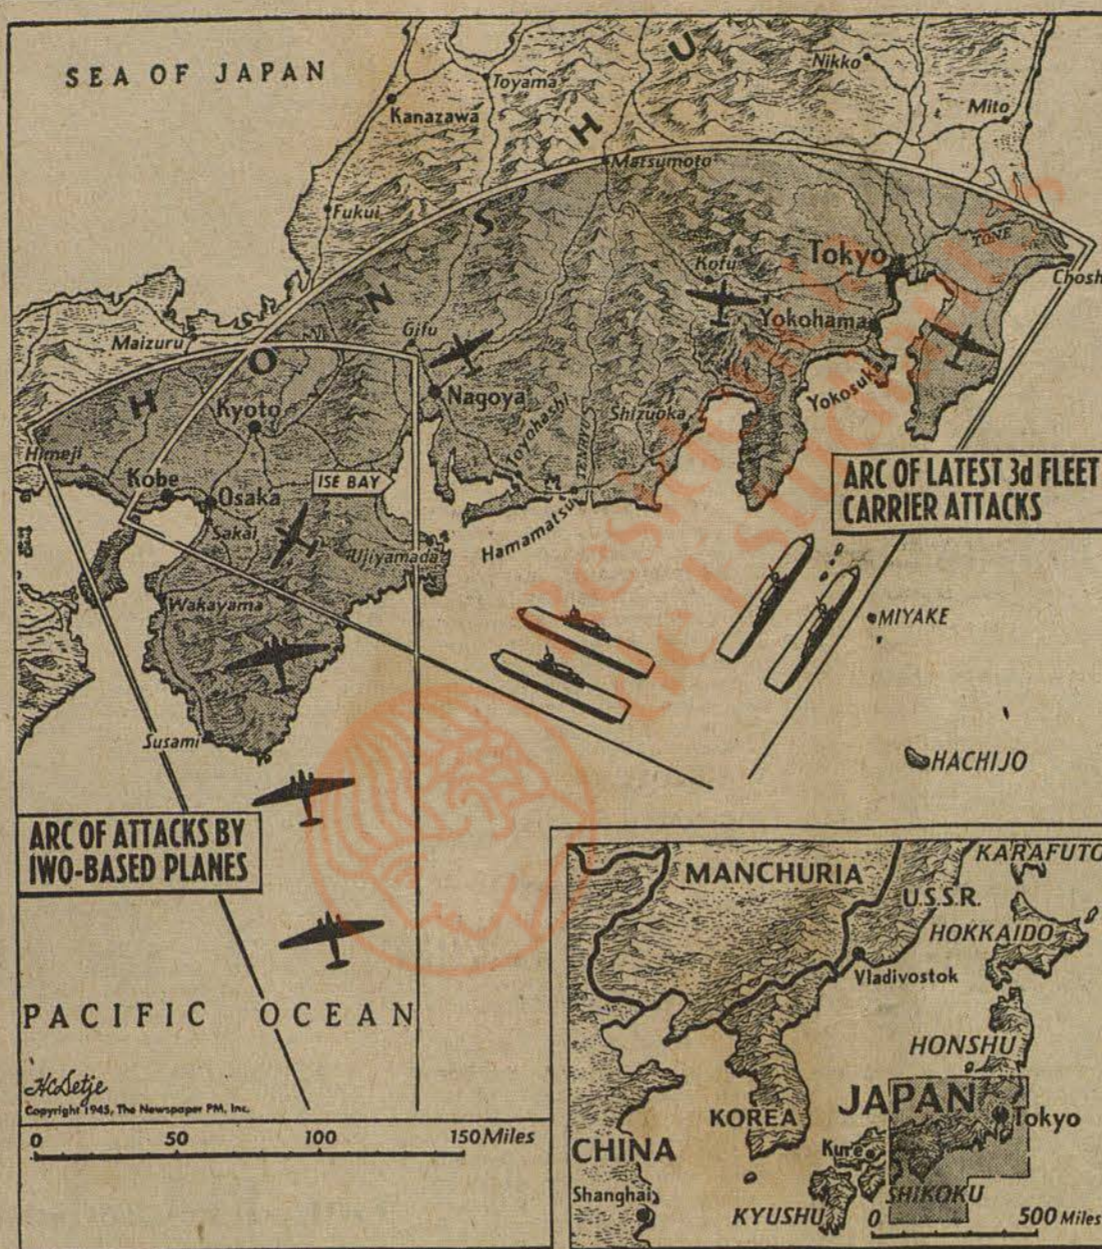 SEA OF JAPAN
HONSHU
Nikko
Toyama
Kanazawa
Mito
Matsumoto
Fukui
TONE
Tokyo
Kofu
Choshi
Yokohama
Maizuru
Gifu
Nagoya
Yokosuka
Kyoto
Shizuoka
Toyohashi
TENRYU
Himeji
Kobe
Osaka
ISE BAY
Hamamatsu
Sakai
Ujiyamada
Wakayama
ARC OF LATEST 3d FLEET
CARRIER ATTACKS
MIYAKE
Susami
HACHIJO
ARC OF ATTACKS BY
IWO-BASED PLANES
PACIFIC OCEAN
HCDetje
Copyright 1945, The Newspaper PM, Inc.
0 50 100 150 Miles
KARAFUTO
MANCHURIA
U.S.S.R.
HOKKAIDO
Vladivostok
HONSHU
JAPAN
KOREA
Tokyo
CHINA
Kure
Shanghai
SHIKOKU
KYUSHU
0 500 Miles